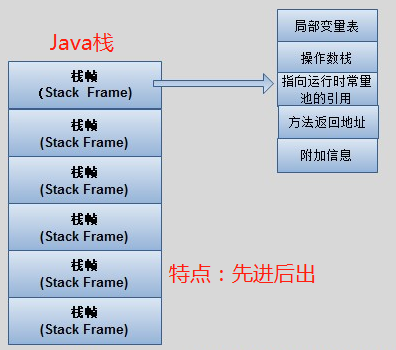 Java栈
栈帧
(Stack Frame)
栈帧
(Stack Frame)
栈帧
(Stack Frame)
栈帧
(Stack Frame)
栈帧
(Stack Frame)
栈帧
(Stack Frame)
局部变量表
操作数栈
指向运行时常量
池的引用
方法返回地址
附加信息
特点：先进后出